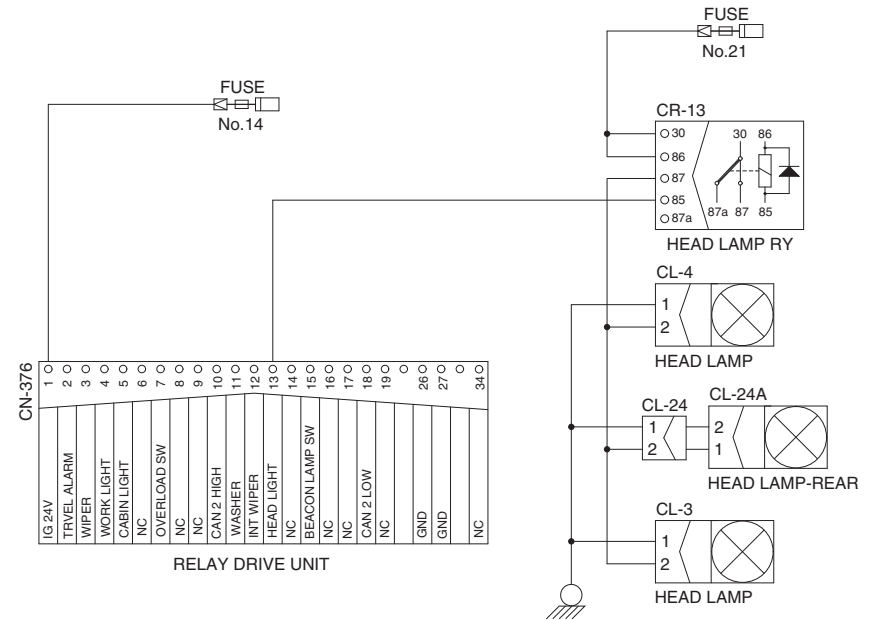 FUSE
No.21
FUSE
No.14
CR-13
30
86
87
85
87a
30 86
87a 87 85
HEAD LAMP RY
CL-4
1
2
HEAD LAMP
CL-24
1
2
CL-24A
2
1
HEAD LAMP-REAR
CL-3
1
2
HEAD LAMP
CN-376
1 2 3 4 5 6 7 8 9 10 11 12 13 14 15 16 17 18 19 26 27 34
IG 24V
TRVEL ALARM
WIPER
WORK LIGHT
CABIN LIGHT
NC
OVERLOAD SW
NC
NC
CAN 2 HIGH
WASHER
INT WIPER
HEAD LIGHT
NC
BEACON LAMP SW
NC
NC
CAN 2 LOW
NC
GND
GND
NC
RELAY DRIVE UNIT